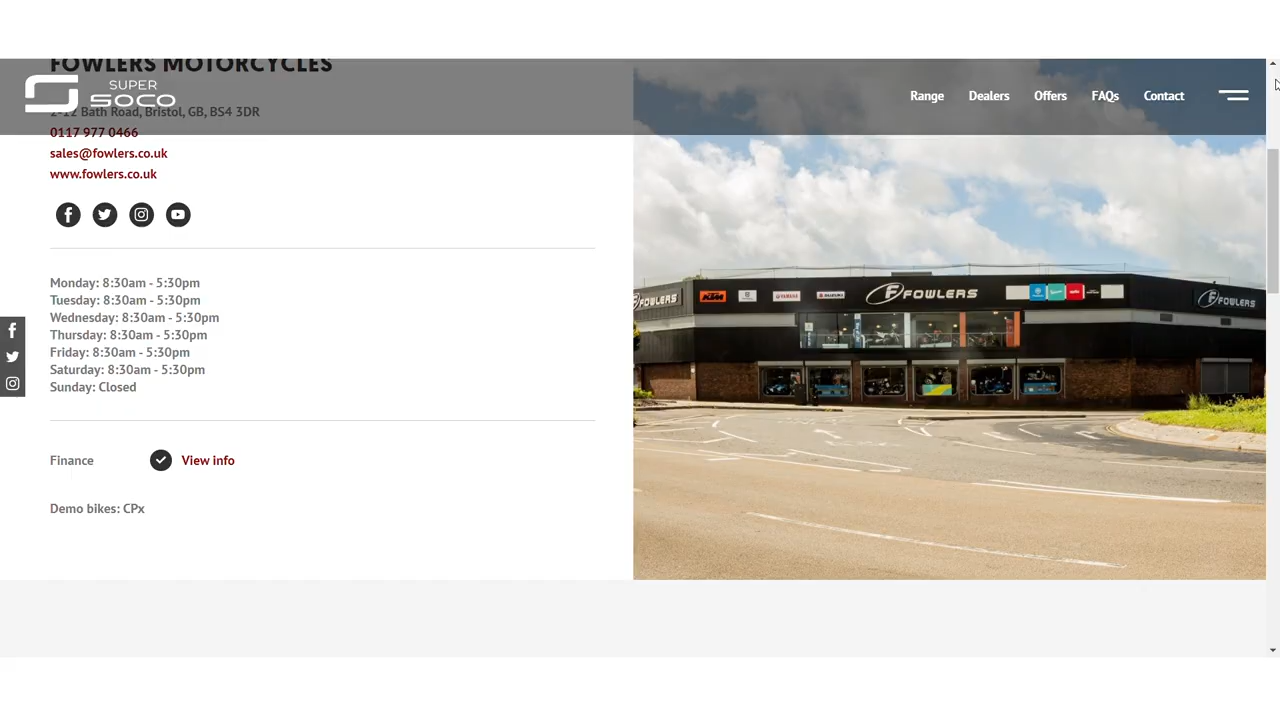 FOWLERS MOTORCYCLES
SUPER
SOCO
Range
Dealers
Offers
FAQs
Contact
2-12 Bath Road, Bristol, GB, BS4 3DR
0117 977 0466
sales@fowlers.co.uk
www.fowlers.co.uk
Monday: 8:30am - 5:30pm
Tuesday: 8:30am - 5:30pm
Wednesday: 8:30am - 5:30pm
Thursday: 8:30am - 5:30pm
Friday: 8:30am - 5:30pm
Saturday: 8:30am - 5:30pm
Sunday: Closed
Finance
View info
Demo bikes: CPx
FOWLERS
KTM
YAMAHA
SUZUKI
FOWLERS
FOWLERS